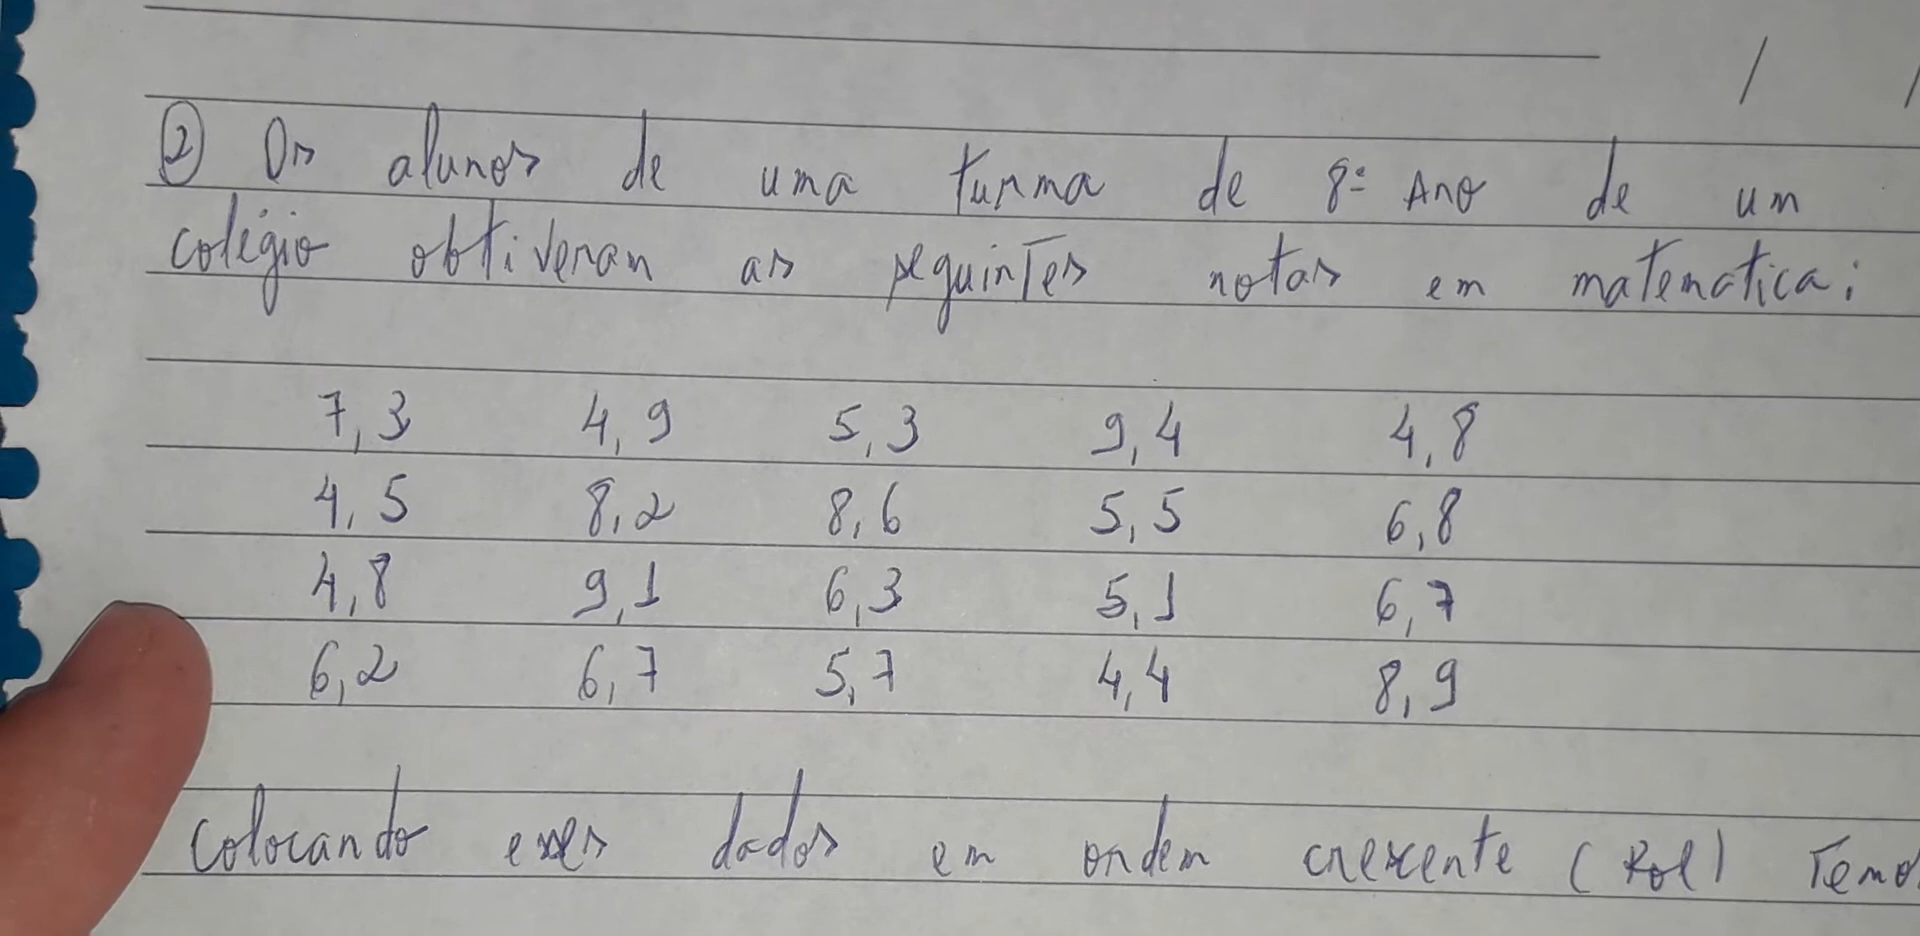 ② Os alunos de uma turma de 8º Ano de um
colégio obtiveran as seguintes notas em matemática:
7,3 4,9 5,3 9,4 4,8
4,5 8,2 8,6 5,5 6,8
4,8 9,1 6,3 5,1 6,7
6,2 6,7 5,7 4,4 8,9
colocando esses dados em ordem crescente (Rol) Temos